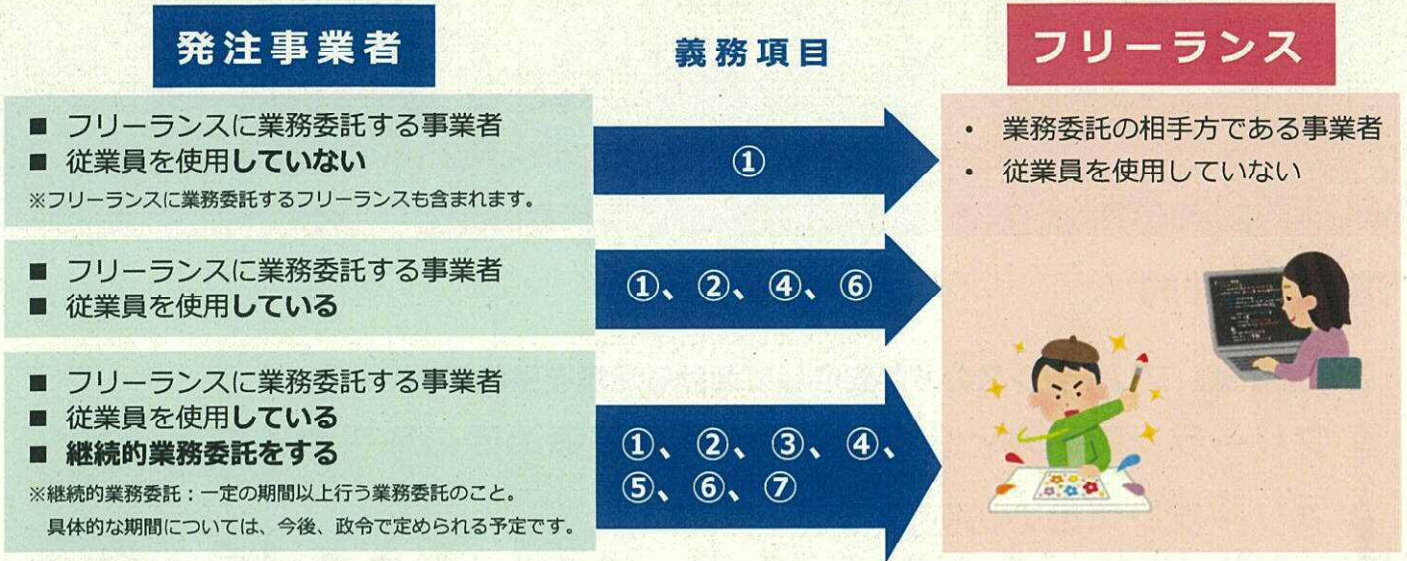 発注事業者
義務項目
フリーランス
■ フリーランスに業務委託する事業者
■ 従業員を使用していない
※フリーランスに業務委託するフリーランスも含まれます。
①
・ 業務委託の相手方である事業者
・ 従業員を使用していない
■ フリーランスに業務委託する事業者
■ 従業員を使用している
①、②、④、⑥
■ フリーランスに業務委託する事業者
■ 従業員を使用している
■ 継続的業務委託をする
※継続的業務委託：一定の期間以上行う業務委託のこと。
具体的な期間については、今後、政令で定められる予定です。
①、②、③、④、
⑤、⑥、⑦